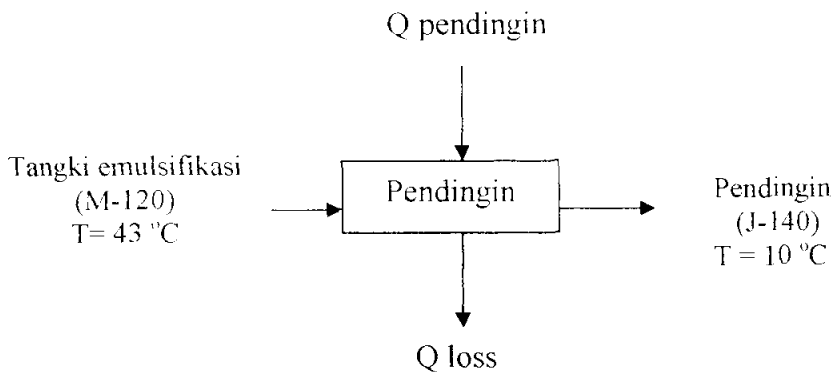 Q pendingin
Tangki emulsifikasi
(M-120)
T= 43 °C
Pendingin
Pendingin
(J-140)
T = 10 °C
Q loss